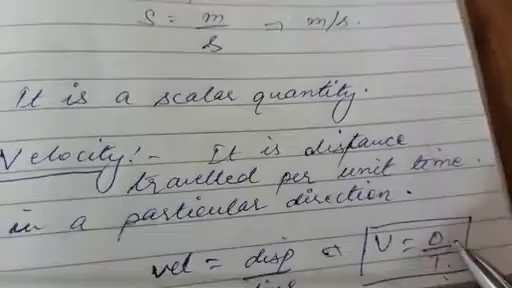 S = m/s → m/s.
It is a scalar quantity.
Velocity:- It is distance
travelled per unit time.
in a particular direction.
vel = disp V = D/T